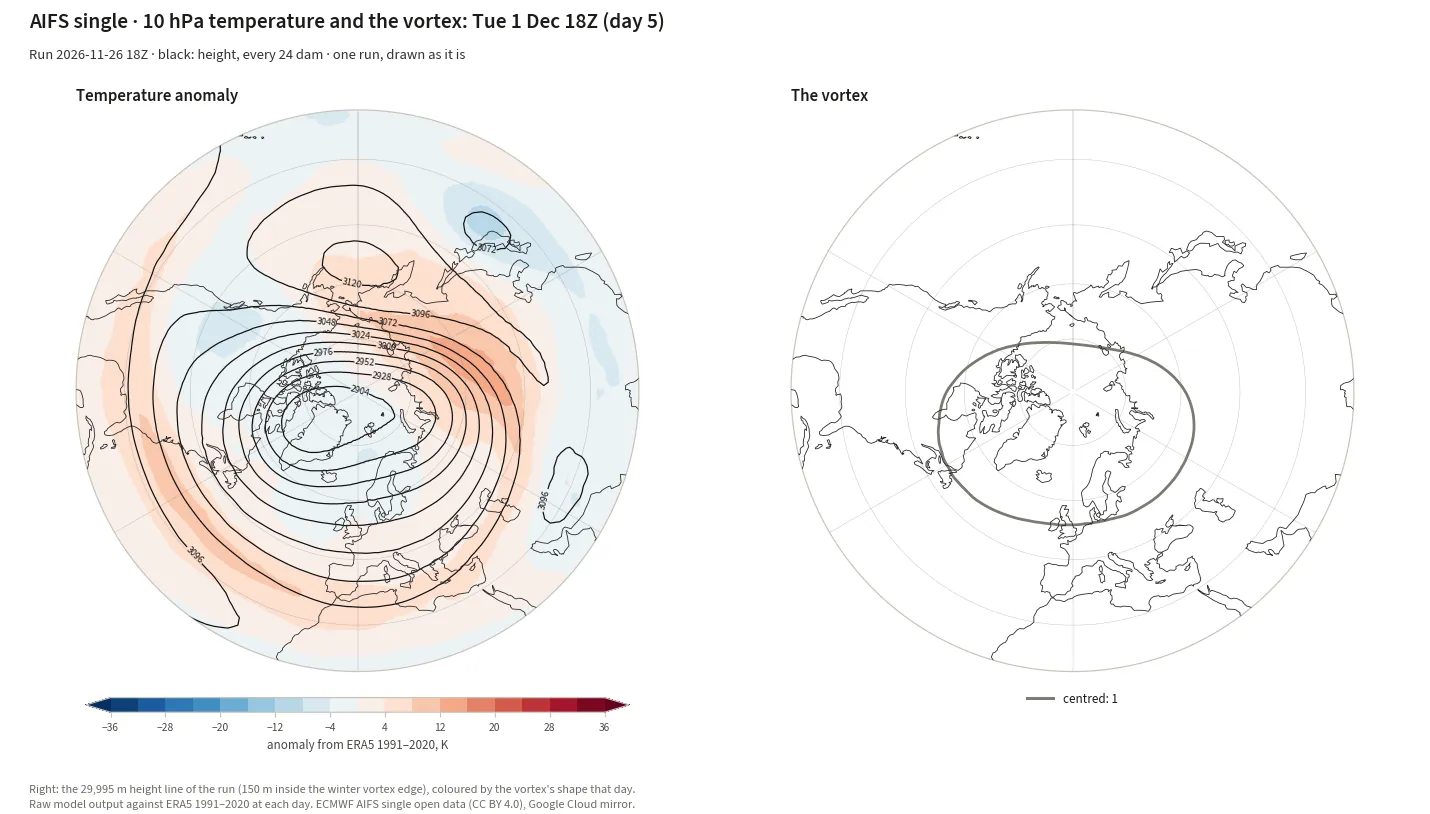 AIFS single · 10 hPa temperature and the vortex: Tue 1 Dec 18Z (day 5)
Run 2026-11-26 18Z · black: height, every 24 dam · one run, drawn as it is
Temperature anomaly
The vortex
3072
3120
3096
3048
3072
3024
2976
2952
2928
2904
3096
3096
−36
−28
−20
−12
−4
4
12
20
28
36
anomaly from ERA5 1991–2020, K
centred: 1
Right: the 29,995 m height line of the run (150 m inside the winter vortex edge), coloured by the vortex's shape that day.
Raw model output against ERA5 1991–2020 at each day. ECMWF AIFS single open data (CC BY 4.0), Google Cloud mirror.